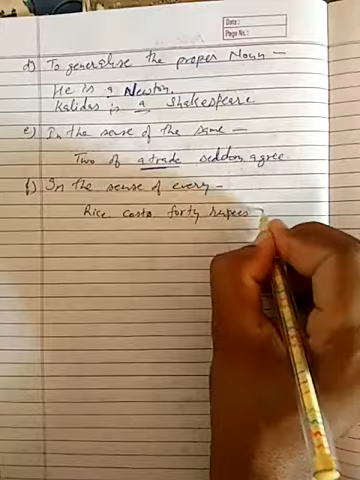 Date:
Page No.:
d) To generalise the proper Noun —
He is a Newton.
Kalidas is a Shakespeare.
e) In the sense of the same —
Two of a trade seldom agree.
f) In the sense of every —
Rice costs forty rupees